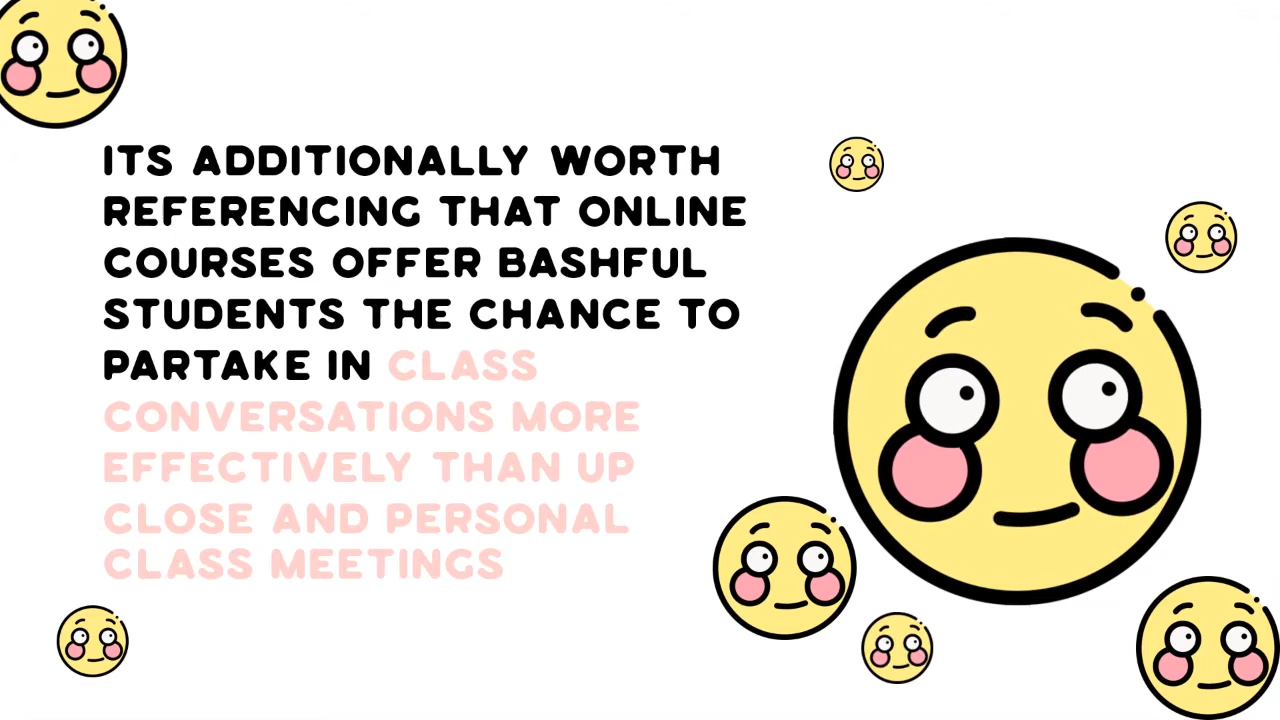 ITS ADDITIONALLY WORTH
REFERENCING THAT ONLINE
COURSES OFFER BASHFUL
STUDENTS THE CHANCE TO
PARTAKE IN CLASS
CONVERSATIONS MORE
EFFECTIVELY THAN UP
CLOSE AND PERSONAL
CLASS MEETINGS